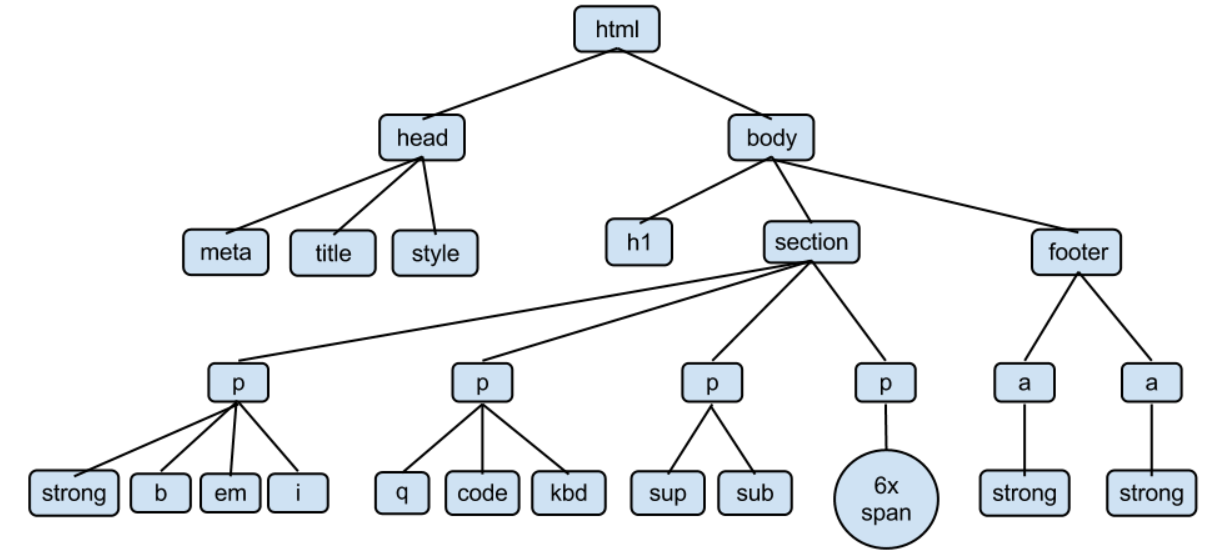 html
head
body
meta
title
style
h1
section
footer
p
p
p
p
a
a
strong
b
em
i
q
code
kbd
sup
sub
6x
span
strong
strong